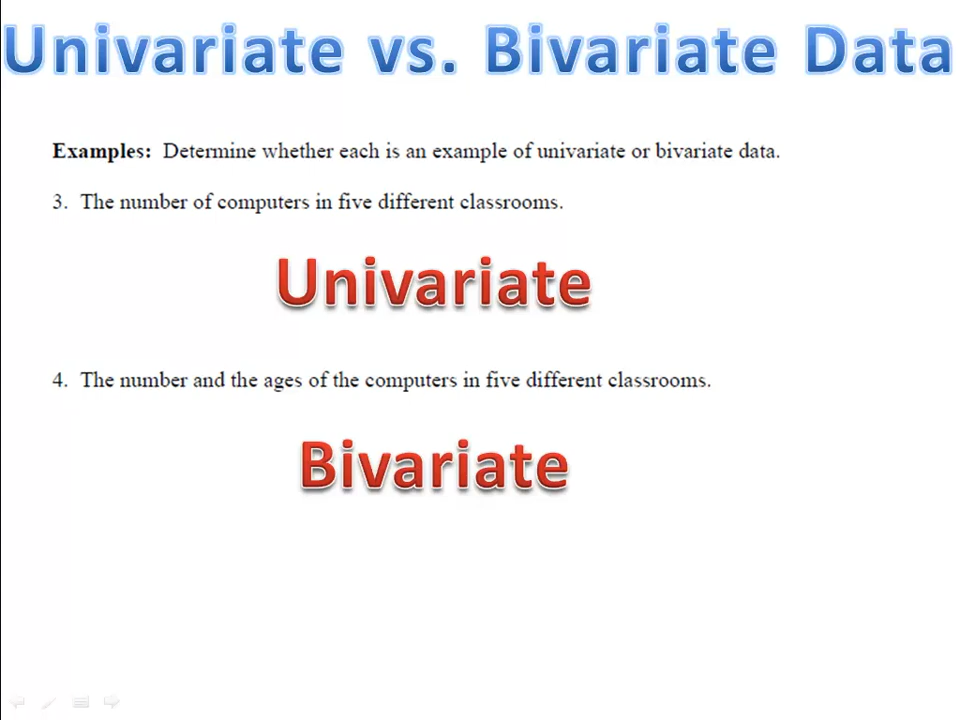 Univariate vs. Bivariate Data
Examples: Determine whether each is an example of univariate or bivariate data.
3. The number of computers in five different classrooms.
Univariate
4. The number and the ages of the computers in five different classrooms.
Bivariate